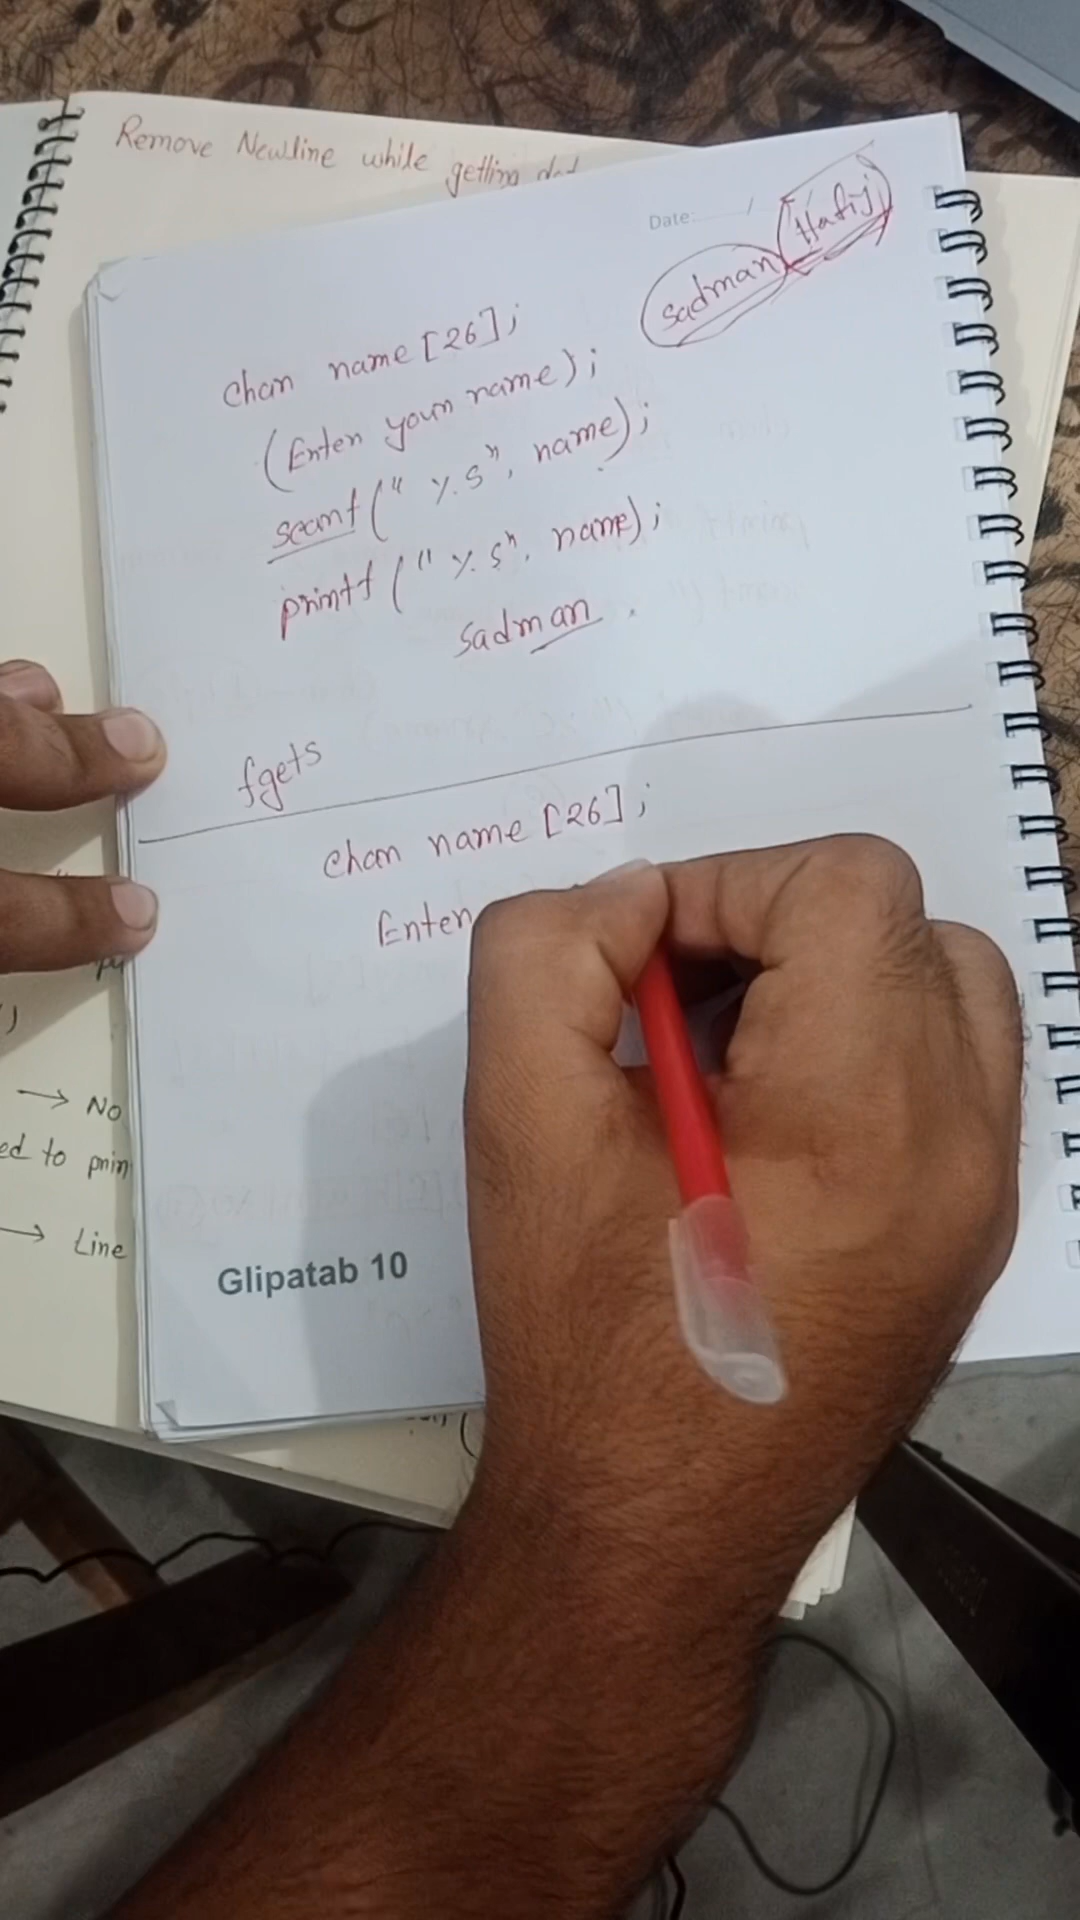 Remove Newline while getting
Date: /
sadman Hafij
char name [26];
(Enter your name);
scanf (" %s", name);
printf (" %s", name);
sadman
fgets
char name [26];
Enter
)
→ No
ed to prin
→ Line
Glipatab 10